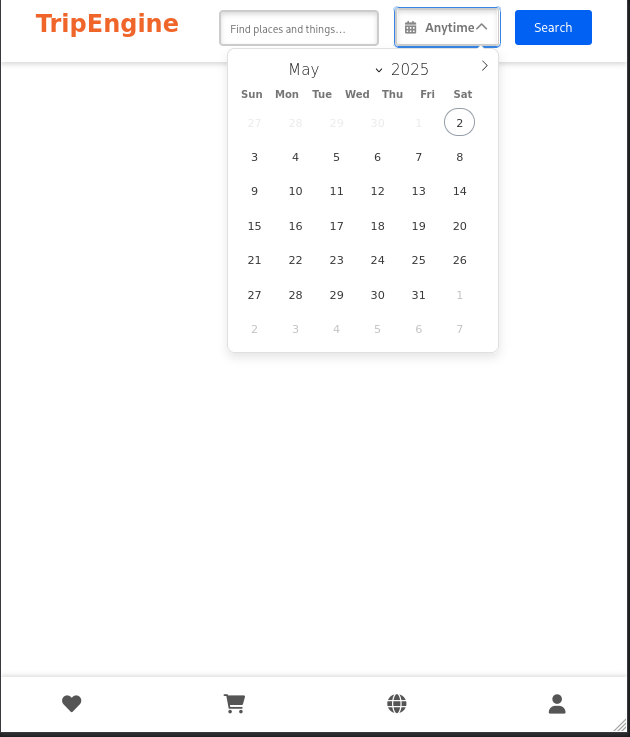 TripEngine
Find places and things...
Anytime
Search
May 2025
Sun Mon Tue Wed Thu Fri Sat
27 28 29 30 1 2
3 4 5 6 7 8
9 10 11 12 13 14
15 16 17 18 19 20
21 22 23 24 25 26
27 28 29 30 31 1
2 3 4 5 6 7